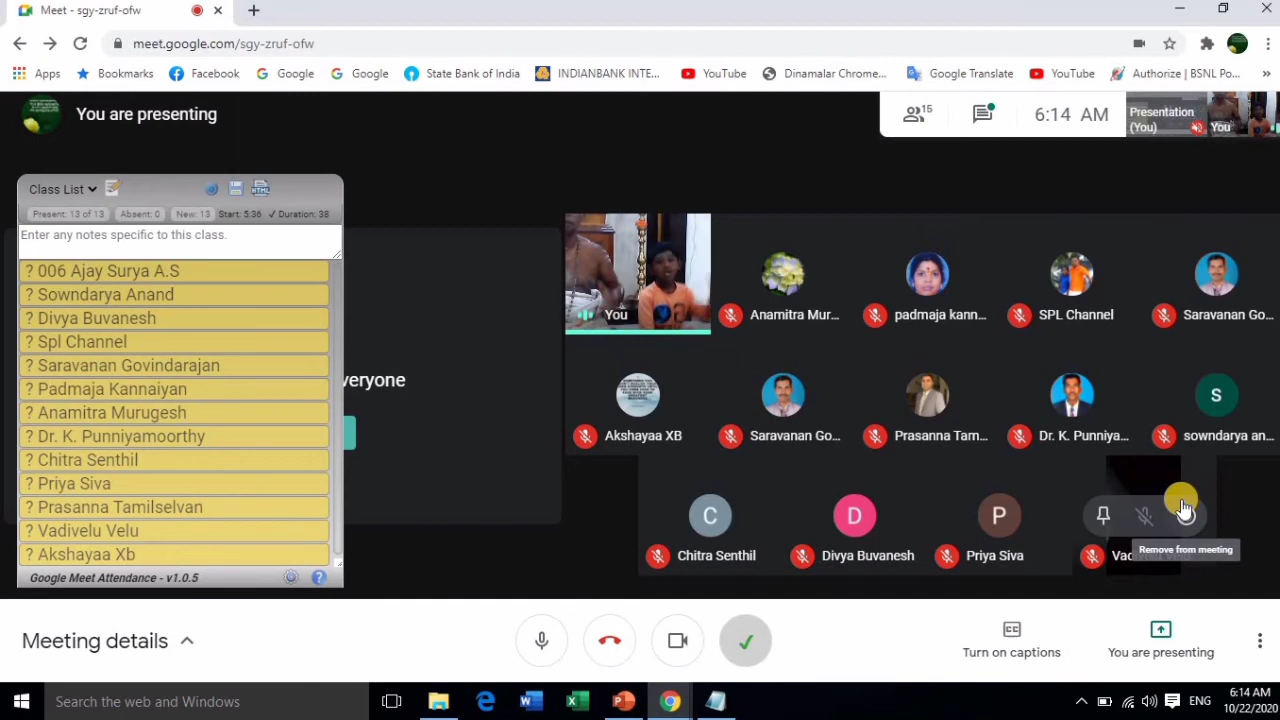 Meet - sgy-zruf-ofw
meet.google.com/sgy-zruf-ofw
Apps Bookmarks Facebook Google Google State Bank of India INDIANBANK INTE... YouTube Dinamalar Chrome... Google Translate YouTube Authorize | BSNL Po... »
You are presenting
15
6:14 AM
Presentation
(You)
You
Class List
HTML
Present: 13 of 13 Absent: 0 New: 13 Start: 5:36 ✓ Duration: 38
Enter any notes specific to this class.
? 006 Ajay Surya A.S
? Sowndarya Anand
? Divya Buvanesh
? Spl Channel
? Saravanan Govindarajan
? Padmaja Kannaiyan
? Anamitra Murugesh
? Dr. K. Punniyamoorthy
? Chitra Senthil
? Priya Siva
? Prasanna Tamilselvan
? Vadivelu Velu
? Akshayaa Xb
Google Meet Attendance - v1.0.5
?
veryone
You Anamitra Mur... padmaja kann... SPL Channel Saravanan Go...
S
Akshayaa XB Saravanan Go... Prasanna Tam... Dr. K. Punniya... sowndarya an...
C D P
Remove from meeting
Chitra Senthil Divya Buvanesh Priya Siva
Meeting details
CC
Turn on captions
You are presenting
Search the web and Windows
ENG
6:14 AM
10/22/2020